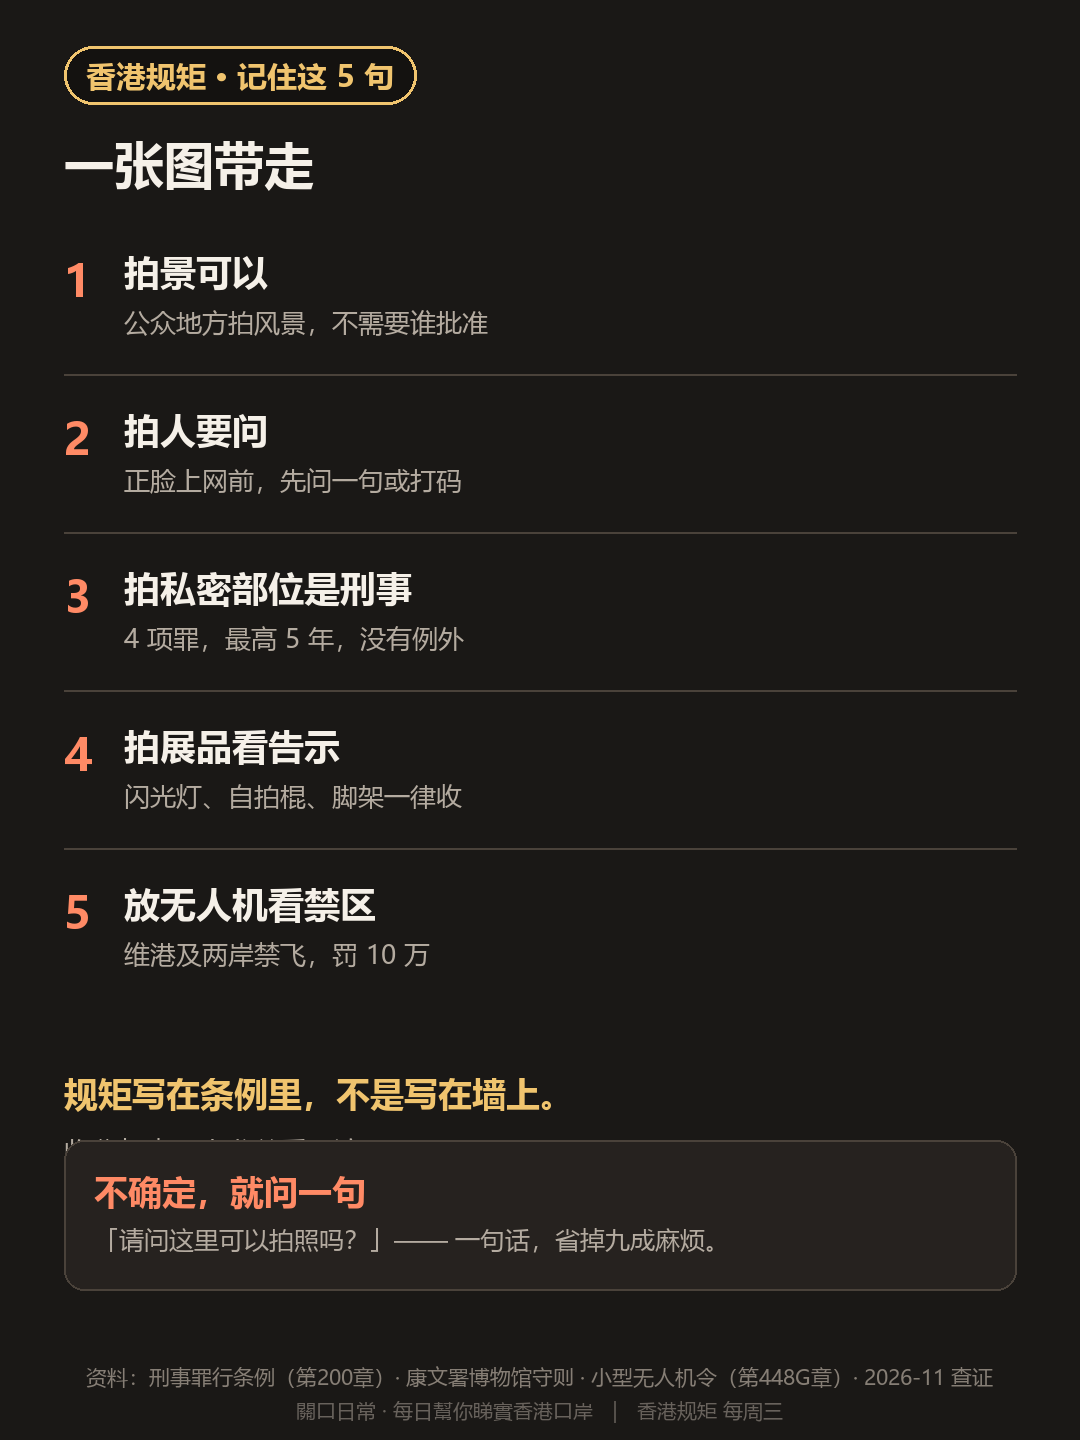 香港规矩·记住这 5 句
一张图带走
1 拍景可以
公众地方拍风景，不需要谁批准
2 拍人要问
正脸上网前，先问一句或打码
3 拍私密部位是刑事
4 项罪，最高 5 年，没有例外
4 拍展品看告示
闪光灯、自拍棍、脚架一律收
5 放无人机看禁区
维港及两岸禁飞，罚 10 万
规矩写在条例里，不是写在墙上。
不确定，就问一句
「请问这里可以拍照吗？」—— 一句话，省掉九成麻烦。
资料：刑事罪行条例（第200章）· 康文署博物馆守则 · 小型无人机令（第448G章）· 2026-11 查证
關口日常 · 每日幫你睇實香港口岸 ｜ 香港规矩 每周三